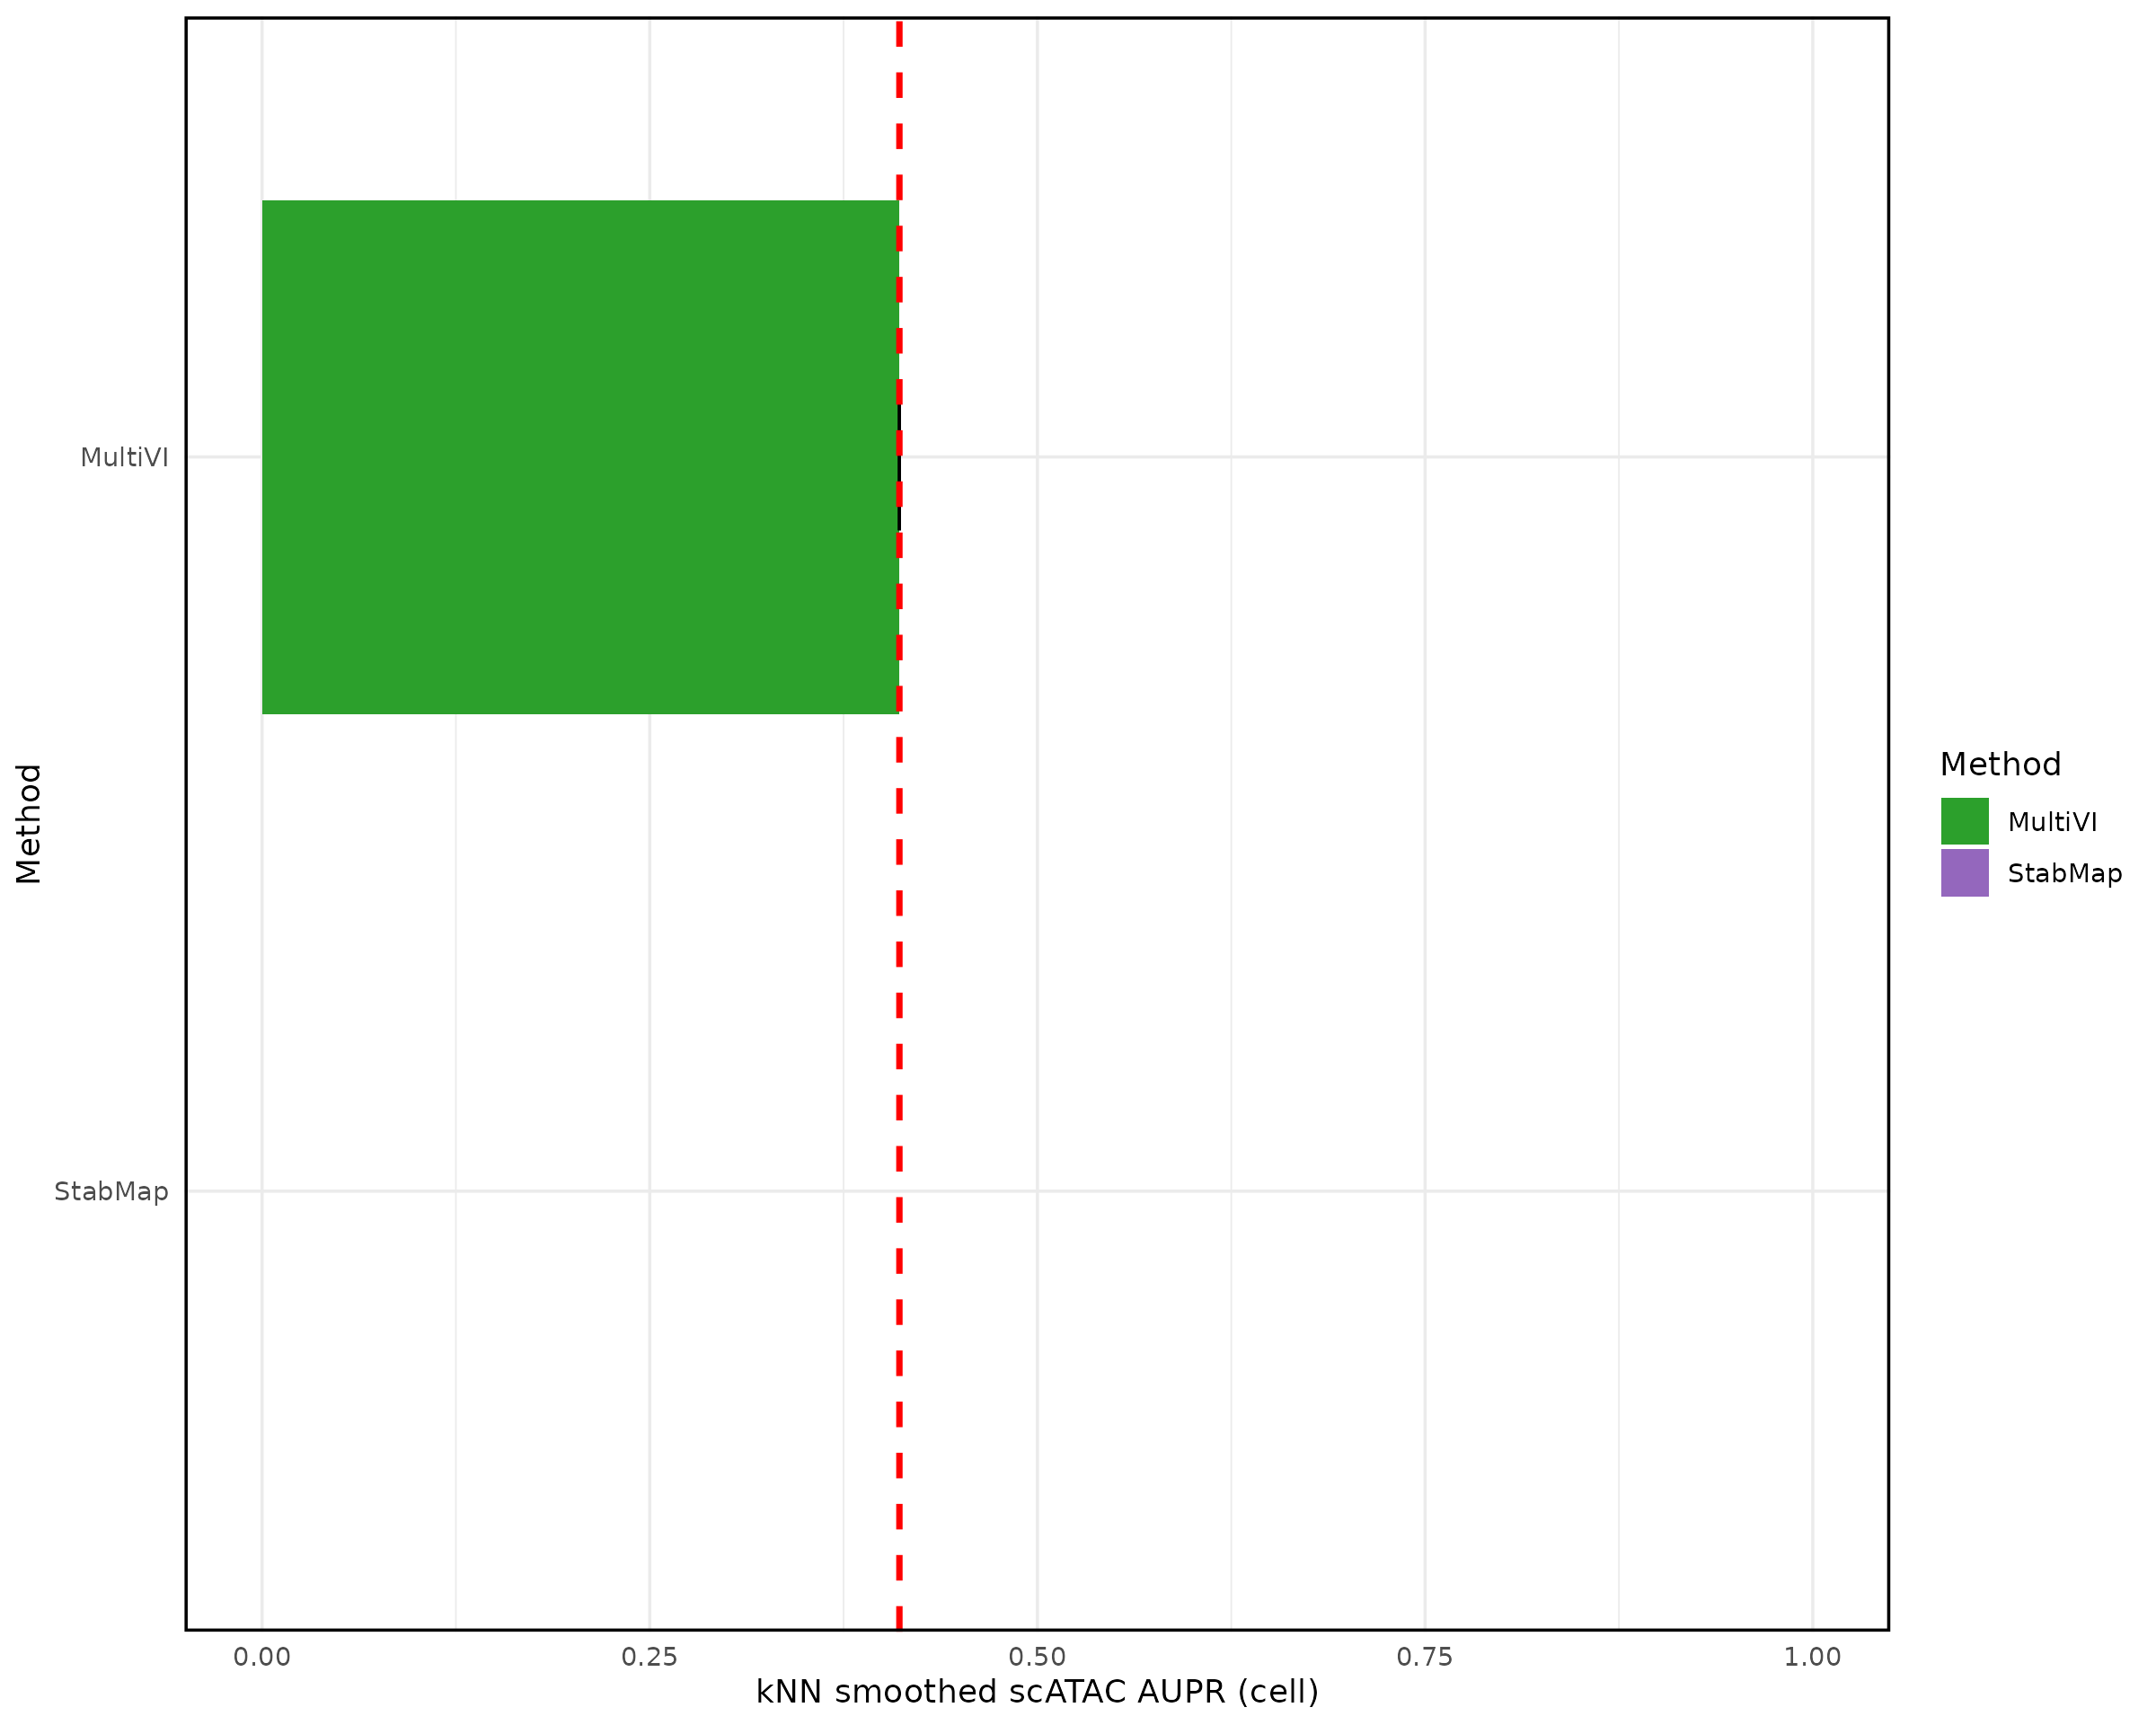 Method
MultiVI
StabMap
0.00
0.25
0.50
0.75
1.00
kNN smoothed scATAC AUPR (cell)
Method
MultiVI
StabMap